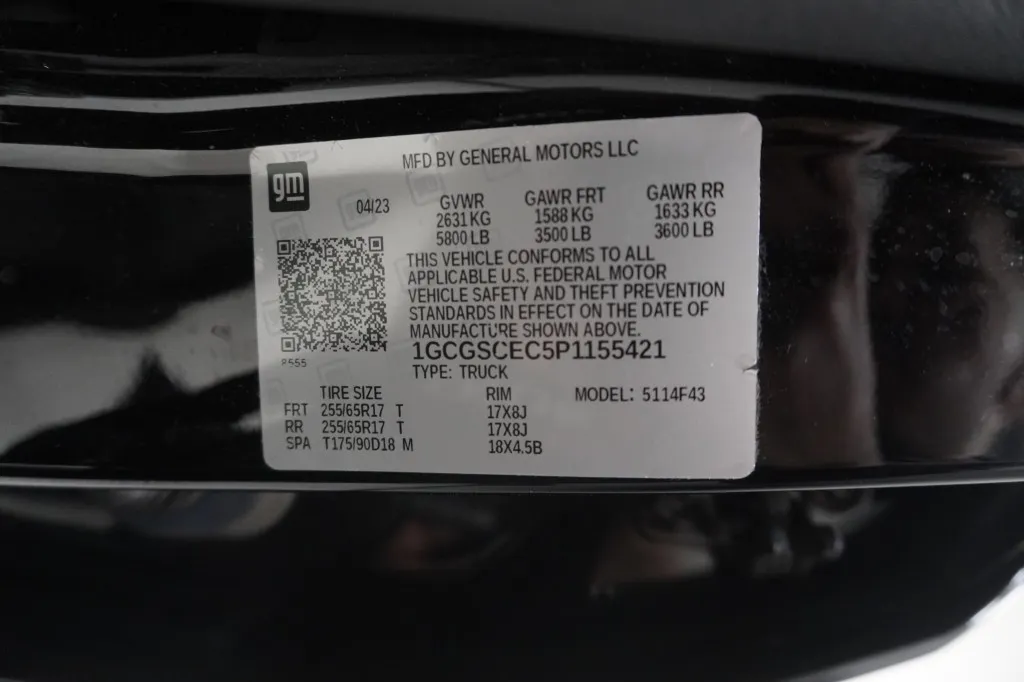 MFD BY GENERAL MOTORS LLC
gm
04/23
GVWR GAWR FRT GAWR RR
2631 KG 1588 KG 1633 KG
5800 LB 3500 LB 3600 LB
THIS VEHICLE CONFORMS TO ALL
APPLICABLE U.S. FEDERAL MOTOR
VEHICLE SAFETY AND THEFT PREVENTION
STANDARDS IN EFFECT ON THE DATE OF
MANUFACTURE SHOWN ABOVE.
1GCGSCEC5P1155421
TYPE: TRUCK
TIRE SIZE RIM MODEL: 5114F43
FRT 255/65R17 T 17X8J
RR 255/65R17 T 17X8J
SPA T175/90D18 M 18X4.5B